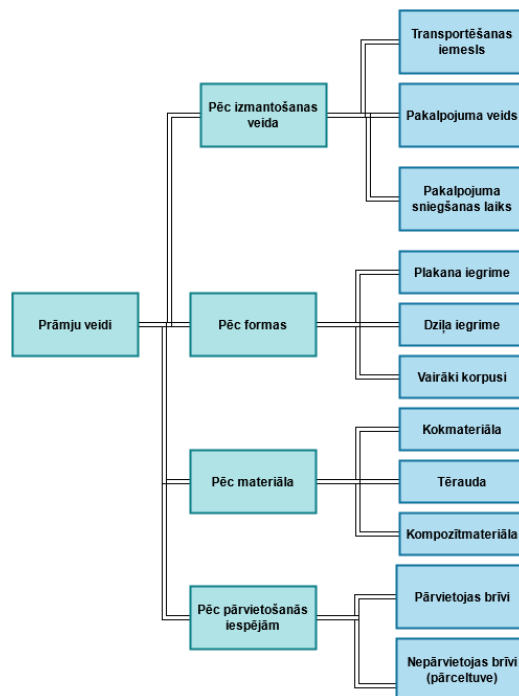 Prāmju veidi
Pēc izmantošanas
veida
Transportēšanas
iemesls
Pakalpojuma veids
Pakalpojuma
sniegšanas laiks
Pēc formas
Plakana iegrime
Dziļa iegrime
Vairāki korpusi
Pēc materiāla
Kokmateriāla
Tērauda
Kompozītmateriāla
Pēc pārvietošanās
iespējām
Pārvietojas brīvi
Nepārvietojas brīvi
(pārceltuve)